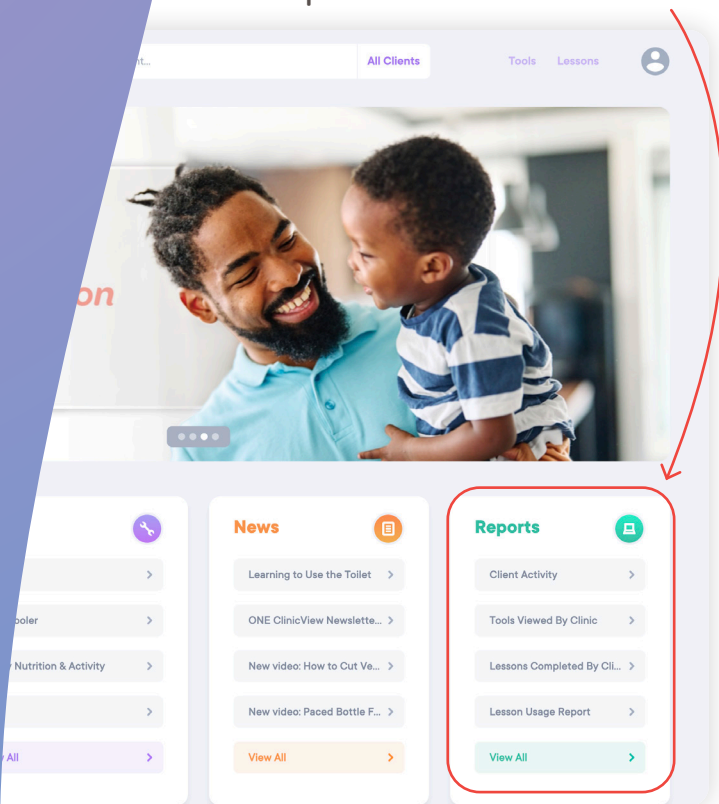 All Clients
Tools Lessons
on
News
Learning to Use the Toilet
ONE ClinicView Newslette...
New video: How to Cut Ve...
New video: Paced Bottle F...
View All
Reports
Client Activity
Tools Viewed By Clinic
Lessons Completed By Cli...
Lesson Usage Report
View All
Nutrition & Activity
All